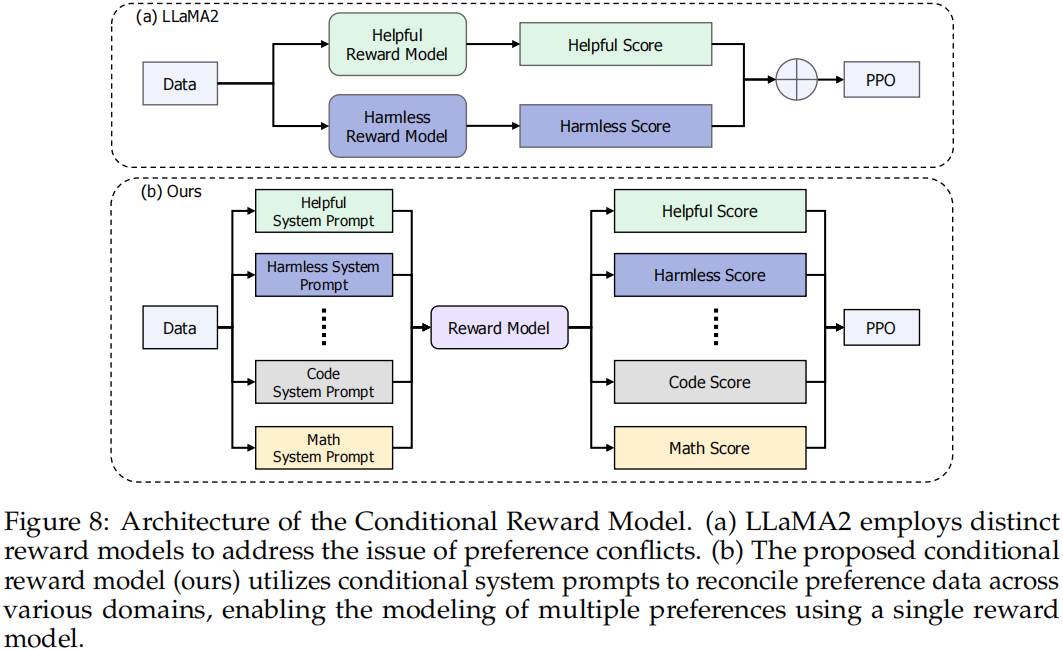 (a) LLaMA2
Helpful
Reward Model
Helpful Score
Data
PPO
Harmless
Reward Model
Harmless Score
(b) Ours
Helpful
System Prompt
Helpful Score
Harmless System
Prompt
Harmless Score
Data
Reward Model
PPO
Code
System Prompt
Code Score
Math
System Prompt
Math Score
Figure 8: Architecture of the Conditional Reward Model. (a) LLaMA2 employs distinct
reward models to address the issue of preference conflicts. (b) The proposed conditional
reward model (ours) utilizes conditional system prompts to reconcile preference data across
various domains, enabling the modeling of multiple preferences using a single reward
model.